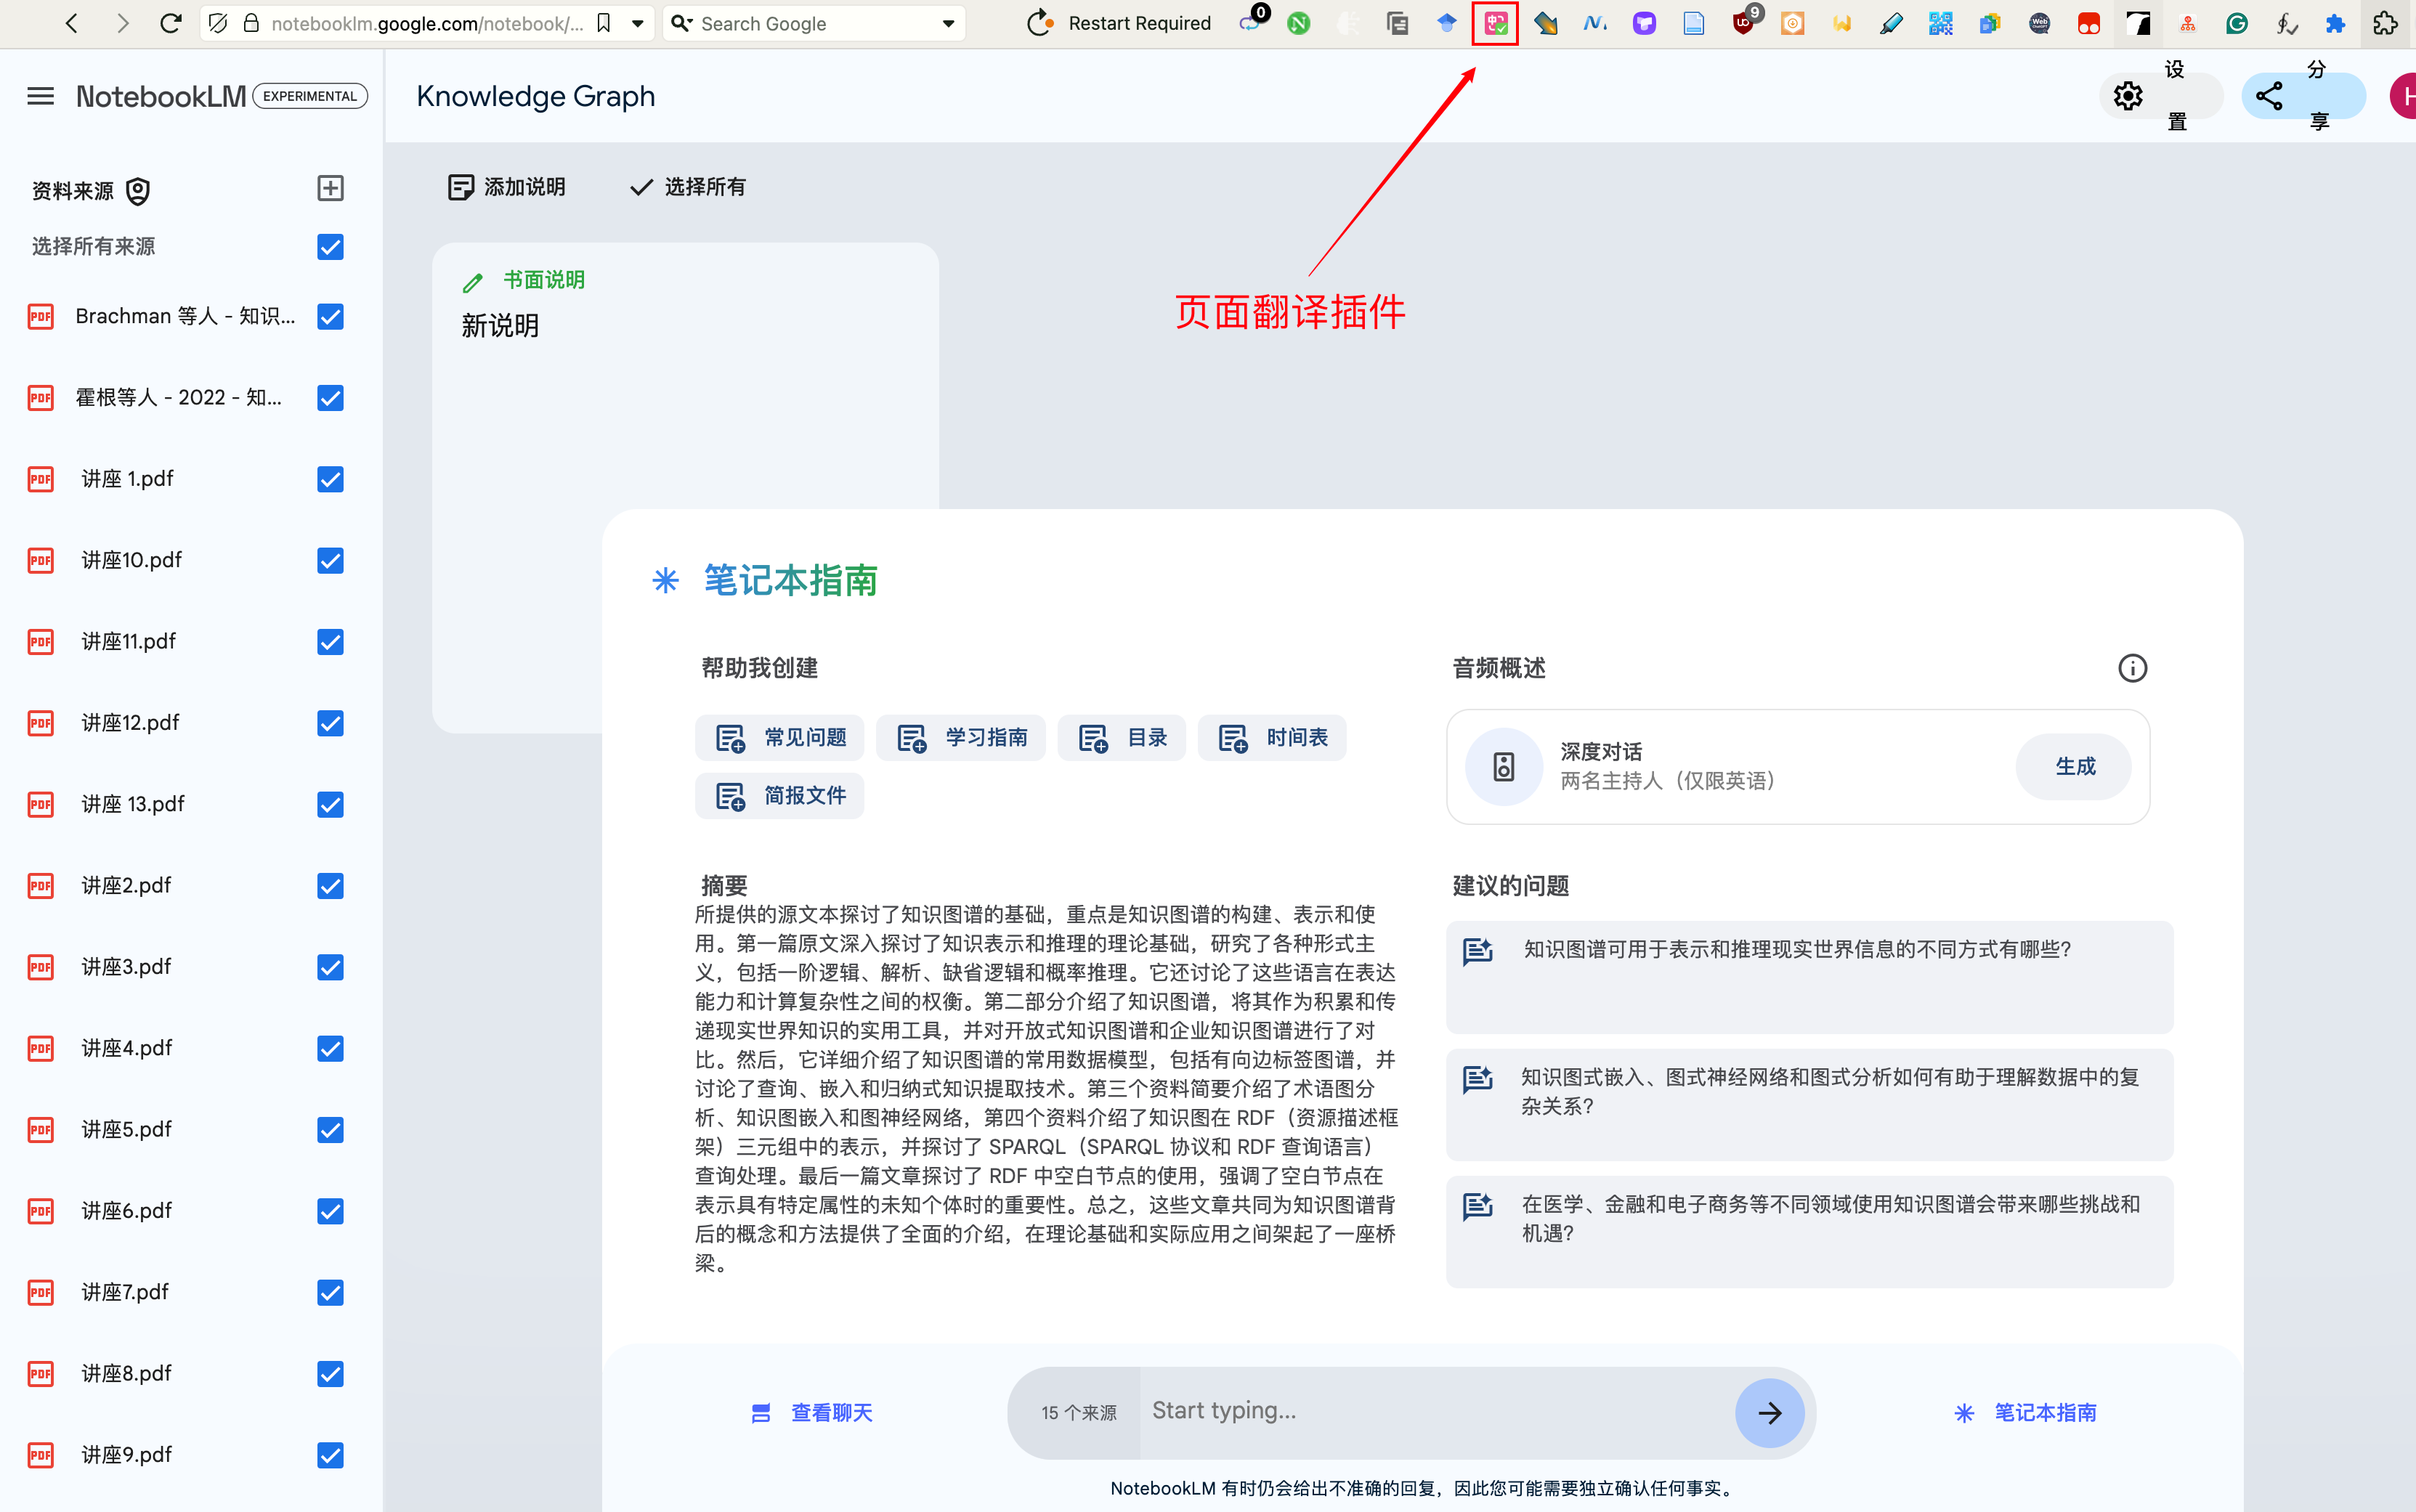 notebooklm.google.com/notebook/...
Search Google
Restart Required
0
9
NotebookLM
EXPERIMENTAL
Knowledge Graph
设置
分享
H
资料来源
选择所有来源
Brachman 等人 - 知识...
霍根等人 - 2022 - 知...
讲座 1.pdf
讲座10.pdf
讲座11.pdf
讲座12.pdf
讲座 13.pdf
讲座2.pdf
讲座3.pdf
讲座4.pdf
讲座5.pdf
讲座6.pdf
讲座7.pdf
讲座8.pdf
讲座9.pdf
添加说明
选择所有
书面说明
新说明
页面翻译插件
笔记本指南
帮助我创建
常见问题
学习指南
目录
时间表
简报文件
音频概述
深度对话
两名主持人（仅限英语）
生成
摘要
所提供的源文本探讨了知识图谱的基础，重点是知识图谱的构建、表示和使
用。第一篇原文深入探讨了知识表示和推理的理论基础，研究了各种形式主
义，包括一阶逻辑、解析、缺省逻辑和概率推理。它还讨论了这些语言在表达
能力和计算复杂性之间的权衡。第二部分介绍了知识图谱，将其作为积累和传
递现实世界知识的实用工具，并对开放式知识图谱和企业知识图谱进行了对
比。然后，它详细介绍了知识图谱的常用数据模型，包括有向边标签图谱，并
讨论了查询、嵌入和归纳式知识提取技术。第三个资料简要介绍了术语图分
析、知识图嵌入和图神经网络，第四个资料介绍了知识图在 RDF（资源描述框
架）三元组中的表示，并探讨了 SPARQL（SPARQL 协议和 RDF 查询语言）
查询处理。最后一篇文章探讨了 RDF 中空白节点的使用，强调了空白节点在
表示具有特定属性的未知个体时的重要性。总之，这些文章共同为知识图谱背
后的概念和方法提供了全面的介绍，在理论基础和实际应用之间架起了一座桥
梁。
建议的问题
知识图谱可用于表示和推理现实世界信息的不同方式有哪些？
知识图式嵌入、图式神经网络和图式分析如何有助于理解数据中的复
杂关系？
在医学、金融和电子商务等不同领域使用知识图谱会带来哪些挑战和
机遇？
查看聊天
15 个来源
Start typing...
笔记本指南
NotebookLM 有时仍会给出不准确的回复，因此您可能需要独立确认任何事实。